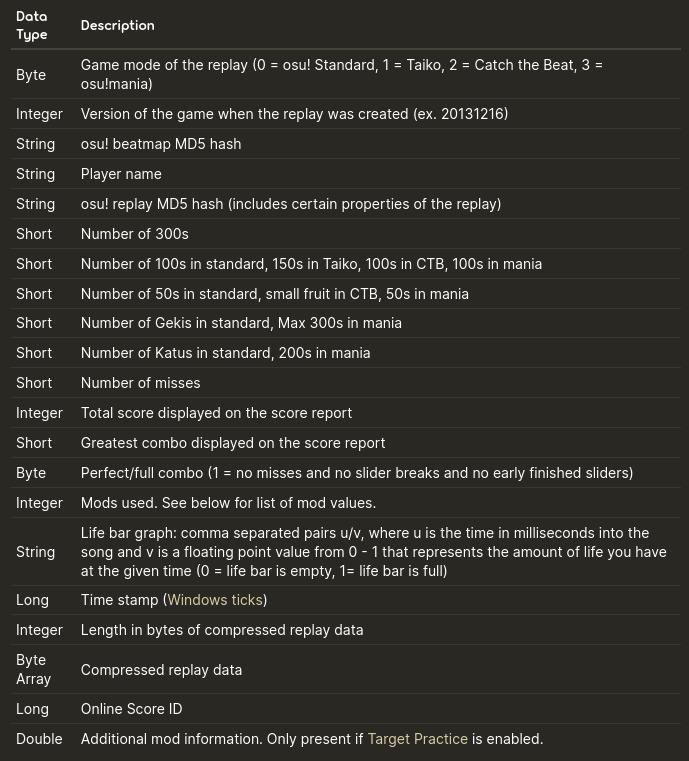 Data
Type
Description
Byte
Game mode of the replay (0 = osu! Standard, 1 = Taiko, 2 = Catch the Beat, 3 =
osu!mania)
Integer
Version of the game when the replay was created (ex. 20131216)
String
osu! beatmap MD5 hash
String
Player name
String
osu! replay MD5 hash (includes certain properties of the replay)
Short
Number of 300s
Short
Number of 100s in standard, 150s in Taiko, 100s in CTB, 100s in mania
Short
Number of 50s in standard, small fruit in CTB, 50s in mania
Short
Number of Gekis in standard, Max 300s in mania
Short
Number of Katus in standard, 200s in mania
Short
Number of misses
Integer
Total score displayed on the score report
Short
Greatest combo displayed on the score report
Byte
Perfect/full combo (1 = no misses and no slider breaks and no early finished sliders)
Integer
Mods used. See below for list of mod values.
String
Life bar graph: comma separated pairs u/v, where u is the time in milliseconds into the
song and v is a floating point value from 0 - 1 that represents the amount of life you have
at the given time (0 = life bar is empty, 1= life bar is full)
Long
Time stamp (Windows ticks)
Integer
Length in bytes of compressed replay data
Byte
Array
Compressed replay data
Long
Online Score ID
Double
Additional mod information. Only present if Target Practice is enabled.